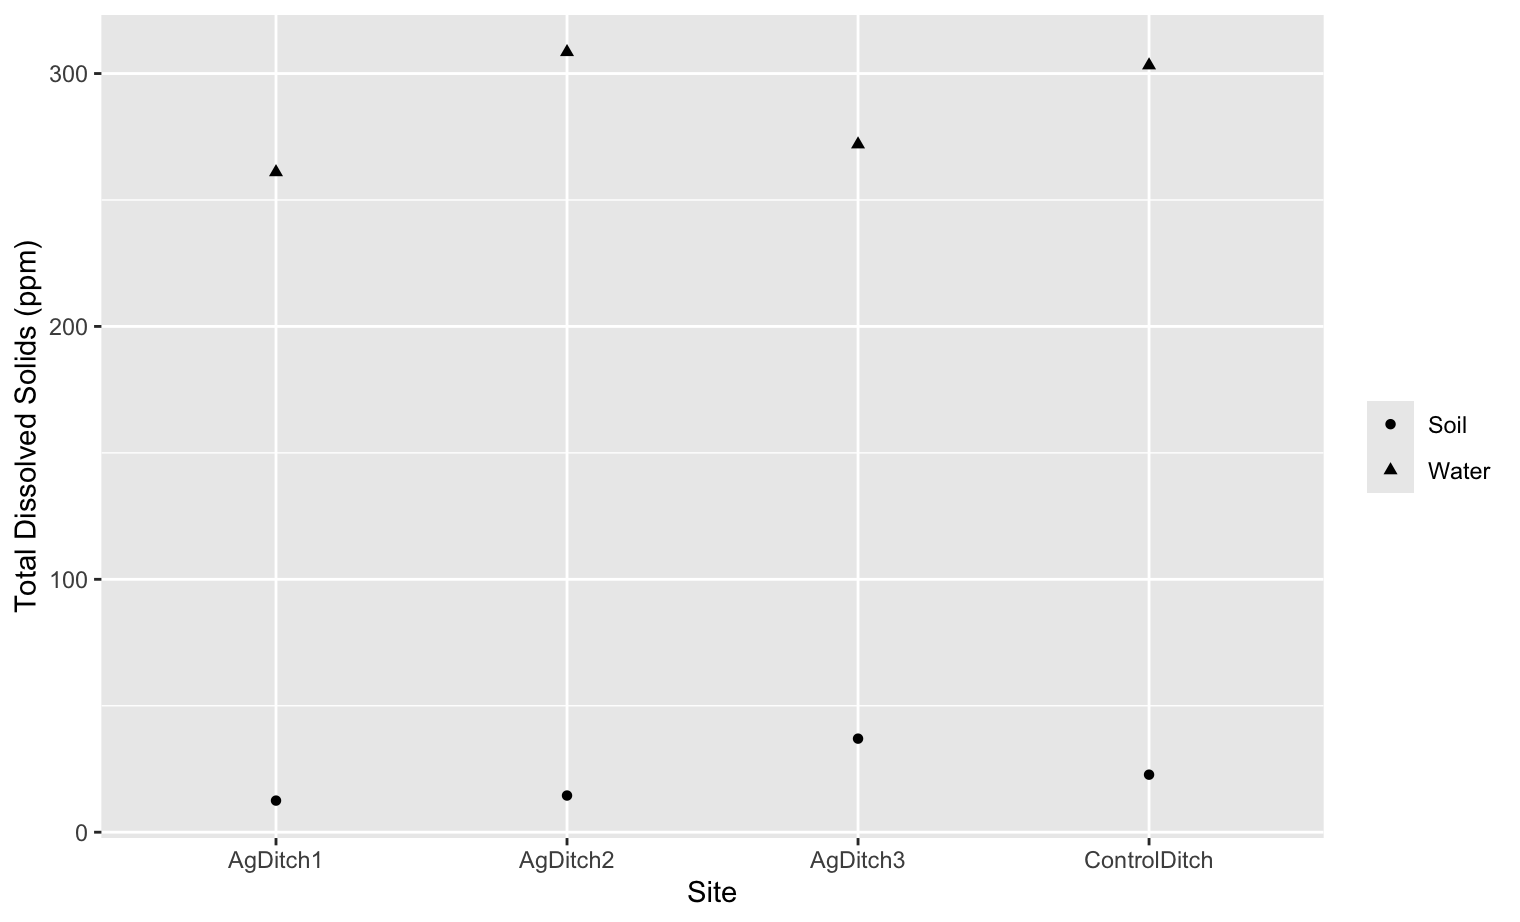 Total Dissolved Solids (ppm)
300
200
100
0
AgDitch1 AgDitch2 AgDitch3 ControlDitch
Site
Soil
Water